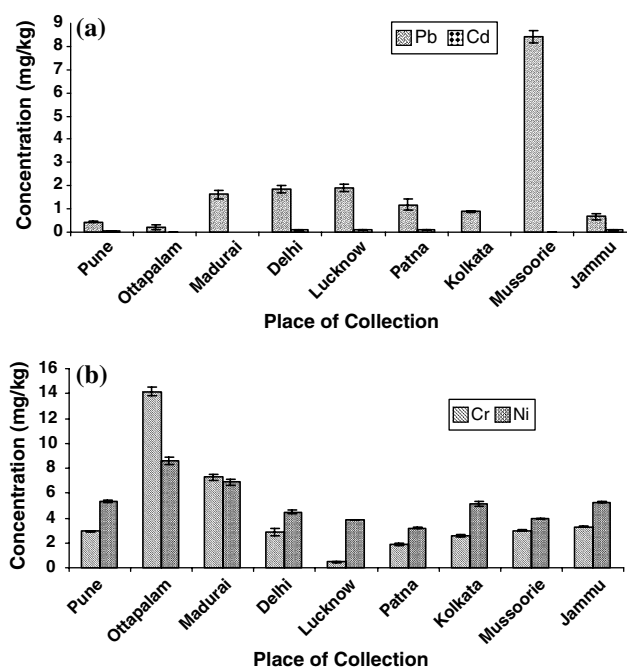 (a)
Pb Cd
Concentration (mg/kg)
9
8
7
6
5
4
3
2
1
0
Pune Ottapalam Madurai Delhi Lucknow Patna Kolkata Mussoorie Jammu
Place of Collection
(b)
Cr Ni
Concentration (mg/kg)
16
14
12
10
8
6
4
2
0
Pune Ottapalam Madurai Delhi Lucknow Patna Kolkata Mussoorie Jammu
Place of Collection